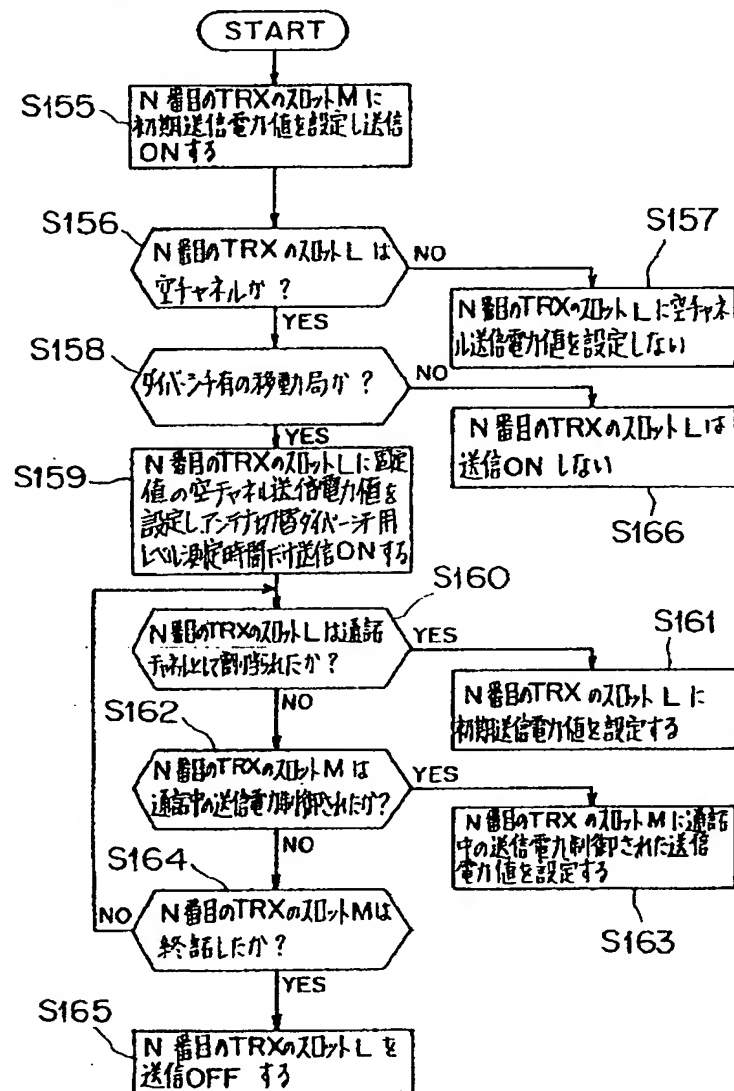 START
S155
N番目のTRXのスロットMに
初期送信電力値を設定し送信
ONする
S156
N番目のTRXのスロットLは
空チャネルか?
NO
YES
S157
N番目のTRXのスロットLに空チャネ
ル送信電力値を設定しない
S158
ダイバーシチ有の移動局か?
NO
YES
N番目のTRXのスロットLは
送信ONしない
S166
S159
N番目のTRXのスロットLに固定
値の空チャネル送信電力値を
設定しアンテナ切替ダイバーシチ用
レベル測定時間だけ送信ONする
S160
N番目のTRXのスロットLは通話
チャネルとして割り当られたか?
YES
NO
S161
N番目のTRXのスロットLに
初期送信電力値を設定する
S162
N番目のTRXのスロットMは
通話中の送信電力制御されたか?
YES
NO
N番目のTRXのスロットMに通話
中の送信電力制御された送信
電力値を設定する
S163
S164
N番目のTRXのスロットMは
終話したか?
NO
YES
S165
N番目のTRXのスロットLを
送信OFFする